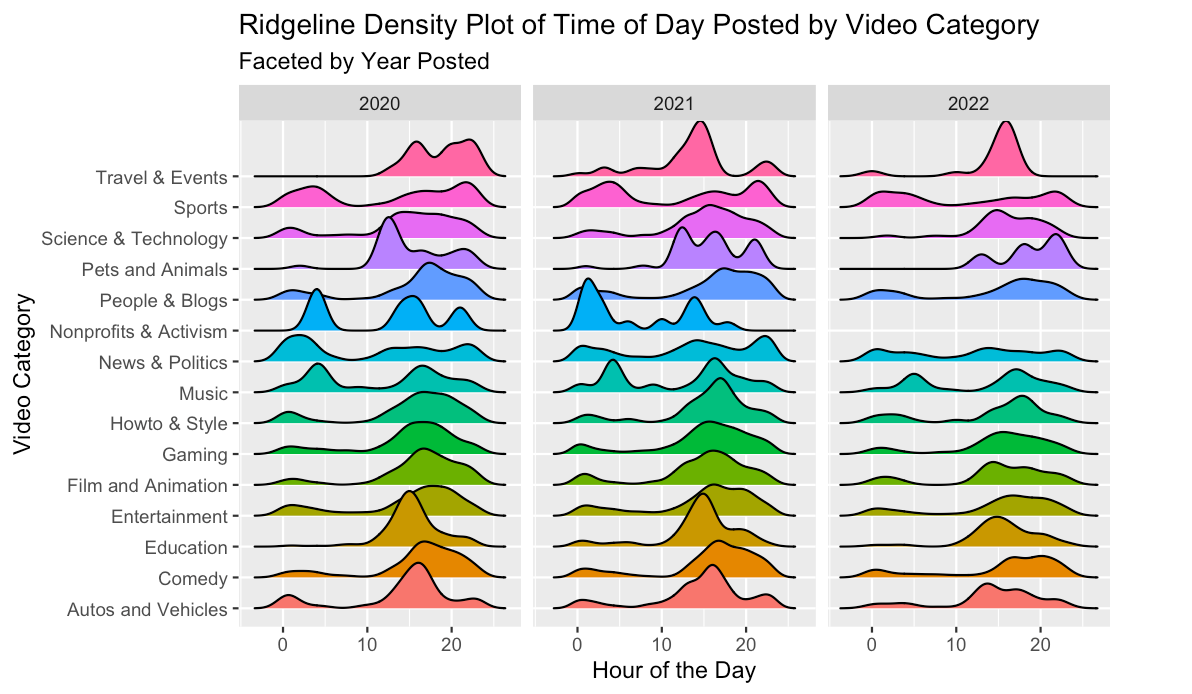 Ridgeline Density Plot of Time of Day Posted by Video Category
Faceted by Year Posted
2020 2021 2022
Video Category
Travel & Events
Sports
Science & Technology
Pets and Animals
People & Blogs
Nonprofits & Activism
News & Politics
Music
Howto & Style
Gaming
Film and Animation
Entertainment
Education
Comedy
Autos and Vehicles
0 10 20 0 10 20 0 10 20
Hour of the Day